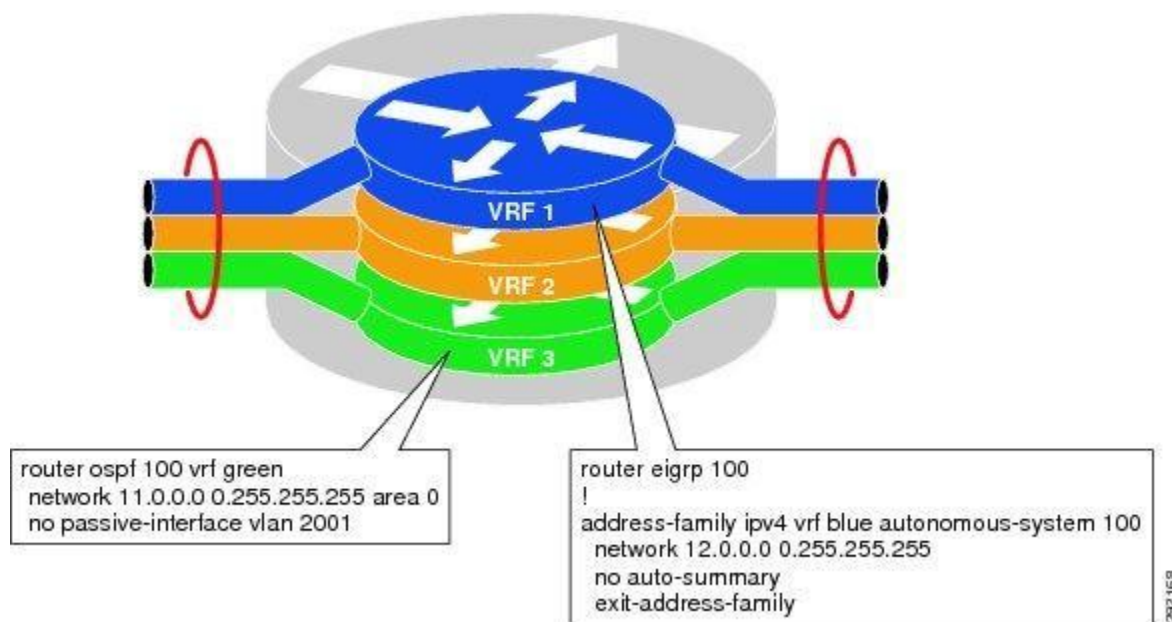 VRF 1
VRF 2
VRF 3
router ospf 100 vrf green
network 11.0.0.0 0.255.255.255 area 0
no passive-interface vlan 2001
router eigrp 100
!
address-family ipv4 vrf blue autonomous-system 100
network 12.0.0.0 0.255.255.255
no auto-summary
exit-address-family